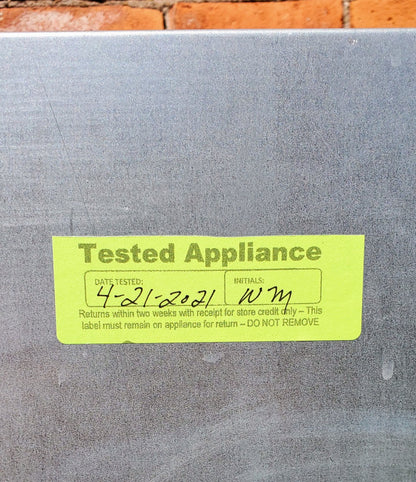 Tested Appliance
DATE TESTED: INITIALS:
4-21-2021 WM
Returns within two weeks with receipt for store credit only – This
label must remain on appliance for return – DO NOT REMOVE